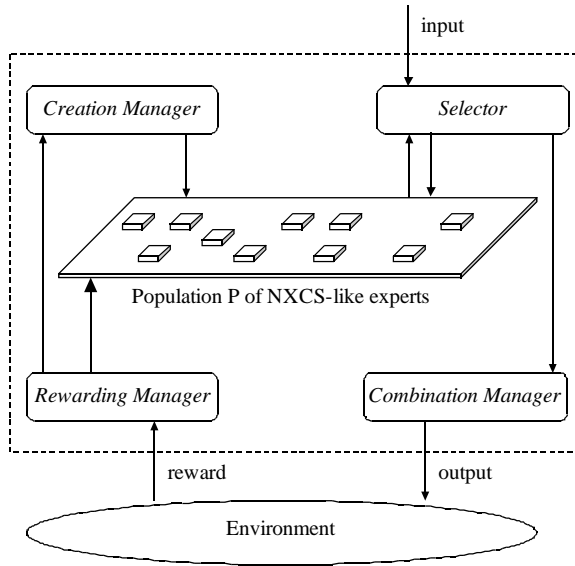 input
Creation Manager
Selector
Population P of NXCS-like experts
Rewarding Manager
Combination Manager
reward
output
Environment